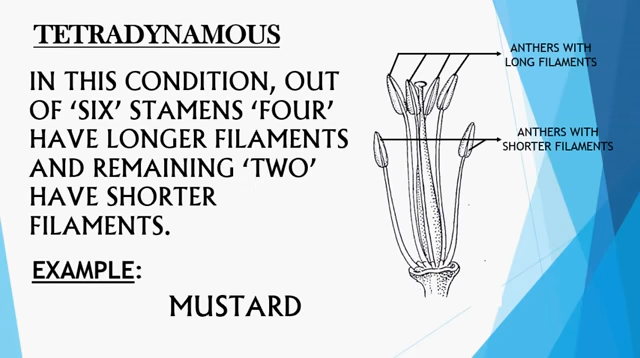 TETRADYNAMOUS
IN THIS CONDITION, OUT
OF ‘SIX’ STAMENS ‘FOUR’
HAVE LONGER FILAMENTS
AND REMAINING ‘TWO’
HAVE SHORTER
FILAMENTS.
EXAMPLE:
MUSTARD
ANTHERS WITH
LONG FILAMENTS
ANTHERS WITH
SHORTER FILAMENTS